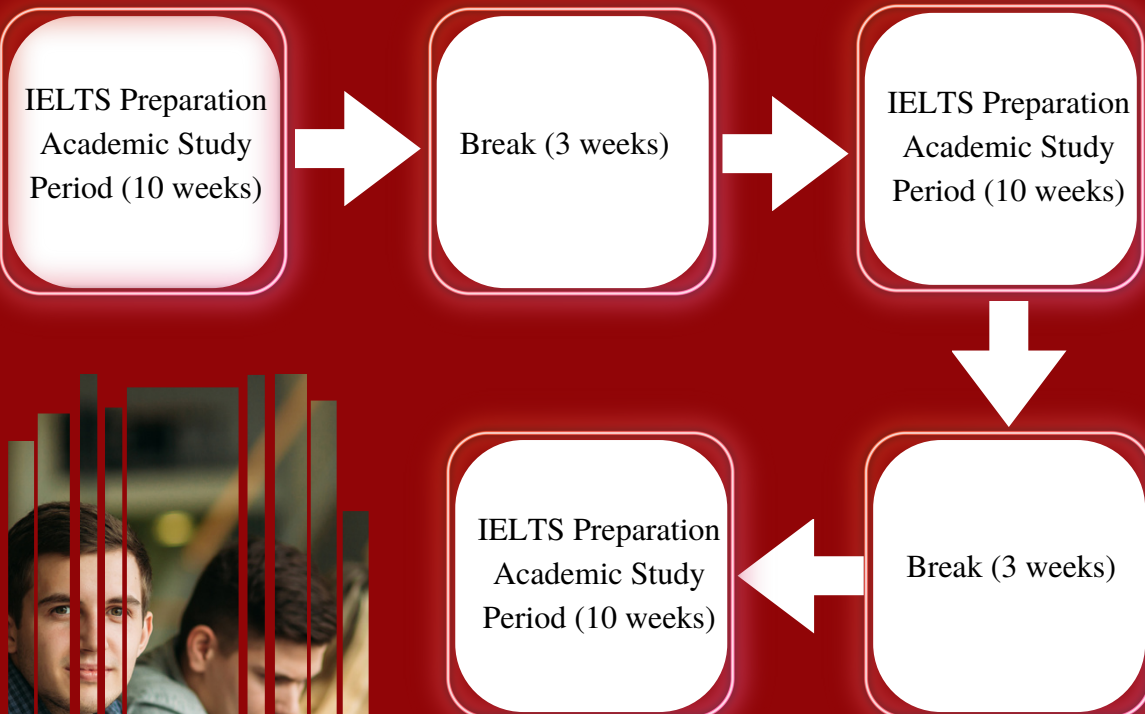 IELTS Preparation
Academic Study
Period (10 weeks)
Break (3 weeks)
IELTS Preparation
Academic Study
Period (10 weeks)
Break (3 weeks)
IELTS Preparation
Academic Study
Period (10 weeks)